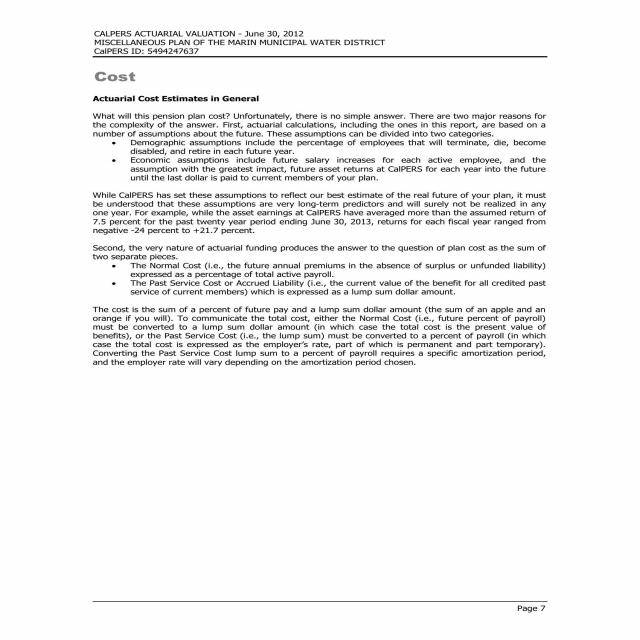 CALPERS ACTUARIAL VALUATION - June 30, 2012
MISCELLANEOUS PLAN OF THE MARIN MUNICIPAL WATER DISTRICT
CalPERS ID: 5494247637
Cost
Actuarial Cost Estimates in General
What will this pension plan cost? Unfortunately, there is no simple answer. There are two major reasons for
the complexity of the answer. First, actuarial calculations, including the ones in this report, are based on a
number of assumptions about the future. These assumptions can be divided into two categories.
• Demographic assumptions include the percentage of employees that will terminate, die, become
disabled, and retire in each future year.
• Economic assumptions include future salary increases for each active employee, and the
assumption with the greatest impact, future asset returns at CalPERS for each year into the future
until the last dollar is paid to current members of your plan.
While CalPERS has set these assumptions to reflect our best estimate of the real future of your plan, it must
be understood that these assumptions are very long-term predictors and will surely not be realized in any
one year. For example, while the asset earnings at CalPERS have averaged more than the assumed return of
7.5 percent for the past twenty year period ending June 30, 2013, returns for each fiscal year ranged from
negative -24 percent to +21.7 percent.
Second, the very nature of actuarial funding produces the answer to the question of plan cost as the sum of
two separate pieces.
• The Normal Cost (i.e., the future annual premiums in the absence of surplus or unfunded liability)
expressed as a percentage of total active payroll.
• The Past Service Cost or Accrued Liability (i.e., the current value of the benefit for all credited past
service of current members) which is expressed as a lump sum dollar amount.
The cost is the sum of a percent of future pay and a lump sum dollar amount (the sum of an apple and an
orange if you will). To communicate the total cost, either the Normal Cost (i.e., future percent of payroll)
must be converted to a lump sum dollar amount (in which case the total cost is the present value of
benefits), or the Past Service Cost (i.e., the lump sum) must be converted to a percent of payroll (in which
case the total cost is expressed as the employer's rate, part of which is permanent and part temporary).
Converting the Past Service Cost lump sum to a percent of payroll requires a specific amortization period,
and the employer rate will vary depending on the amortization period chosen.
Page 7